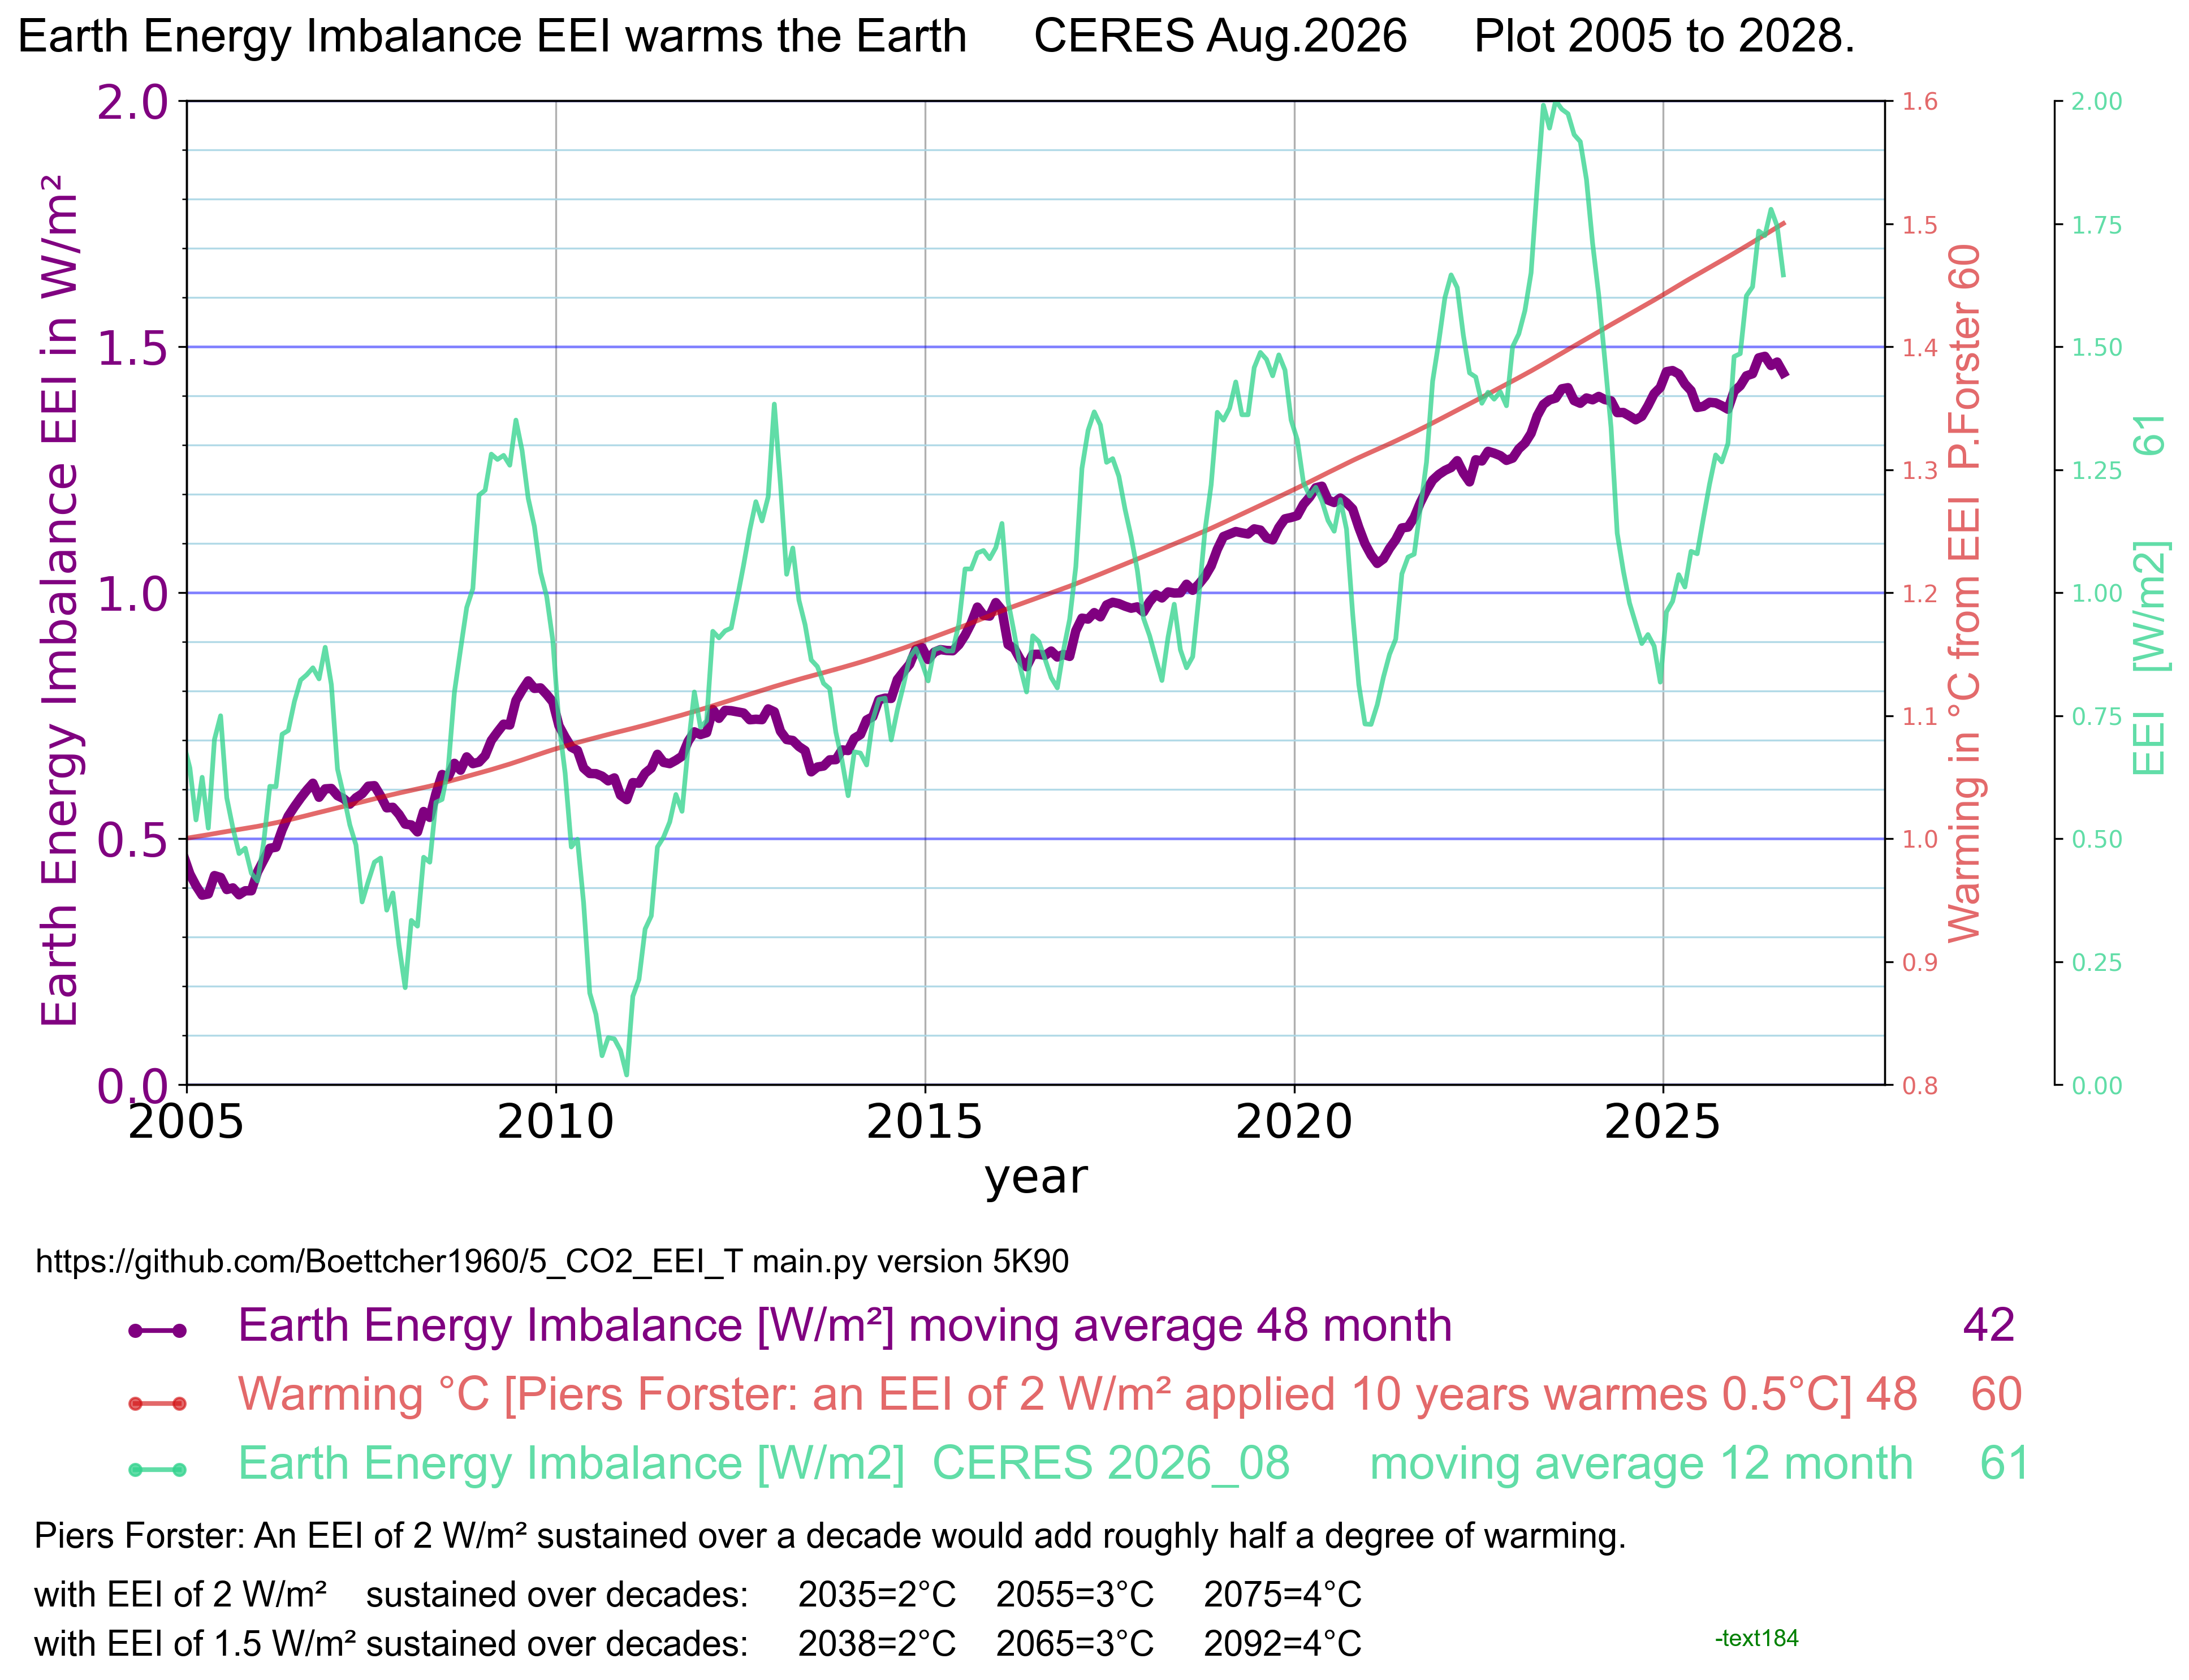 Earth Energy Imbalance EEI warms the Earth CERES Aug.2026 Plot 2005 to 2028.
Earth Energy Imbalance EEI in W/m²
2.0
1.5
1.0
0.5
0.0
2005 2010 2015 2020 2025
year
1.6
1.5
1.4
1.3
1.2
1.1
1.0
0.9
0.8
Warming in °C from EEI P.Forster 60
2.00
1.75
1.50
1.25
1.00
0.75
0.50
0.25
0.00
EEI [W/m2] 61
https://github.com/Boettcher1960/5_CO2_EEI_T main.py version 5K90
Earth Energy Imbalance [W/m²] moving average 48 month 42
Warming °C [Piers Forster: an EEI of 2 W/m² applied 10 years warmes 0.5°C] 48 60
Earth Energy Imbalance [W/m2] CERES 2026_08 moving average 12 month 61
Piers Forster: An EEI of 2 W/m² sustained over a decade would add roughly half a degree of warming.
with EEI of 2 W/m² sustained over decades: 2035=2°C 2055=3°C 2075=4°C
with EEI of 1.5 W/m² sustained over decades: 2038=2°C 2065=3°C 2092=4°C
-text184